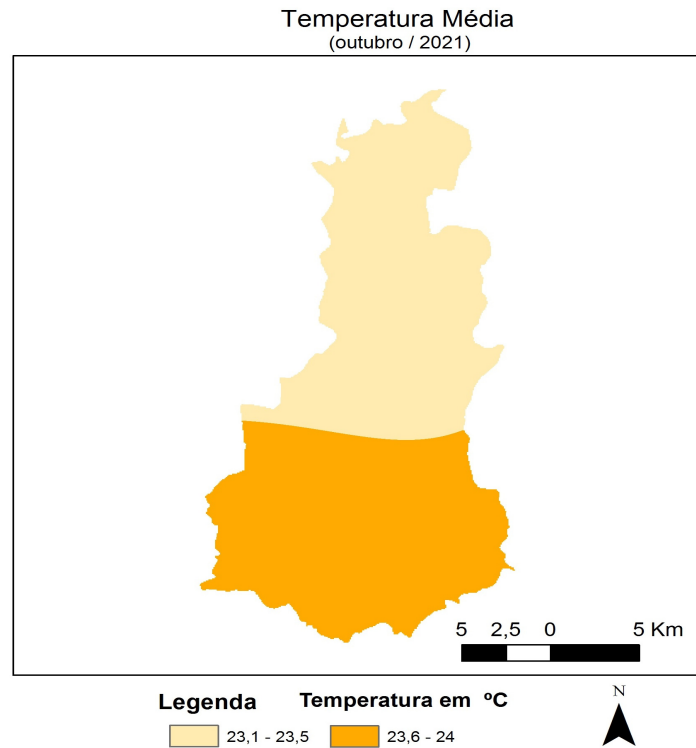 Temperatura Média
(outubro / 2021)
5 2,5 0 5 Km
Legenda Temperatura em ºC
N
23,1 - 23,5 23,6 - 24